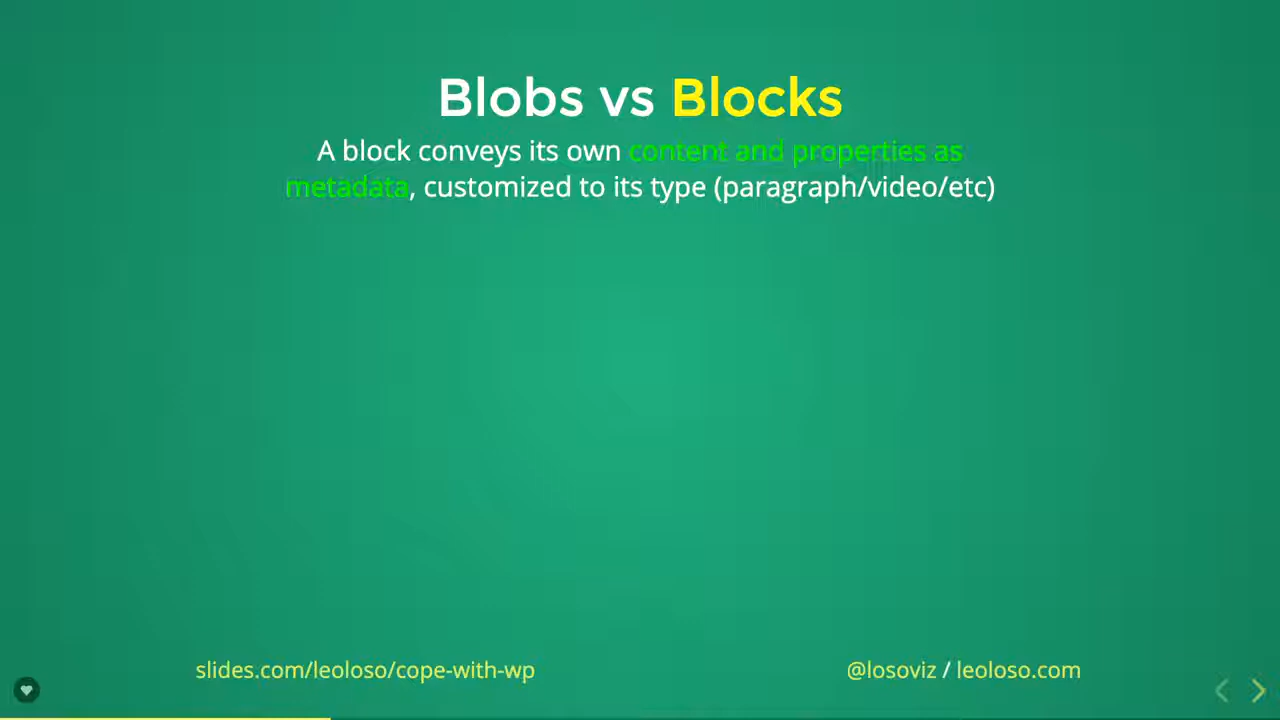 Blobs vs Blocks
A block conveys its own content and properties as
metadata, customized to its type (paragraph/video/etc)
slides.com/leoloso/cope-with-wp
@losoviz / leoloso.com